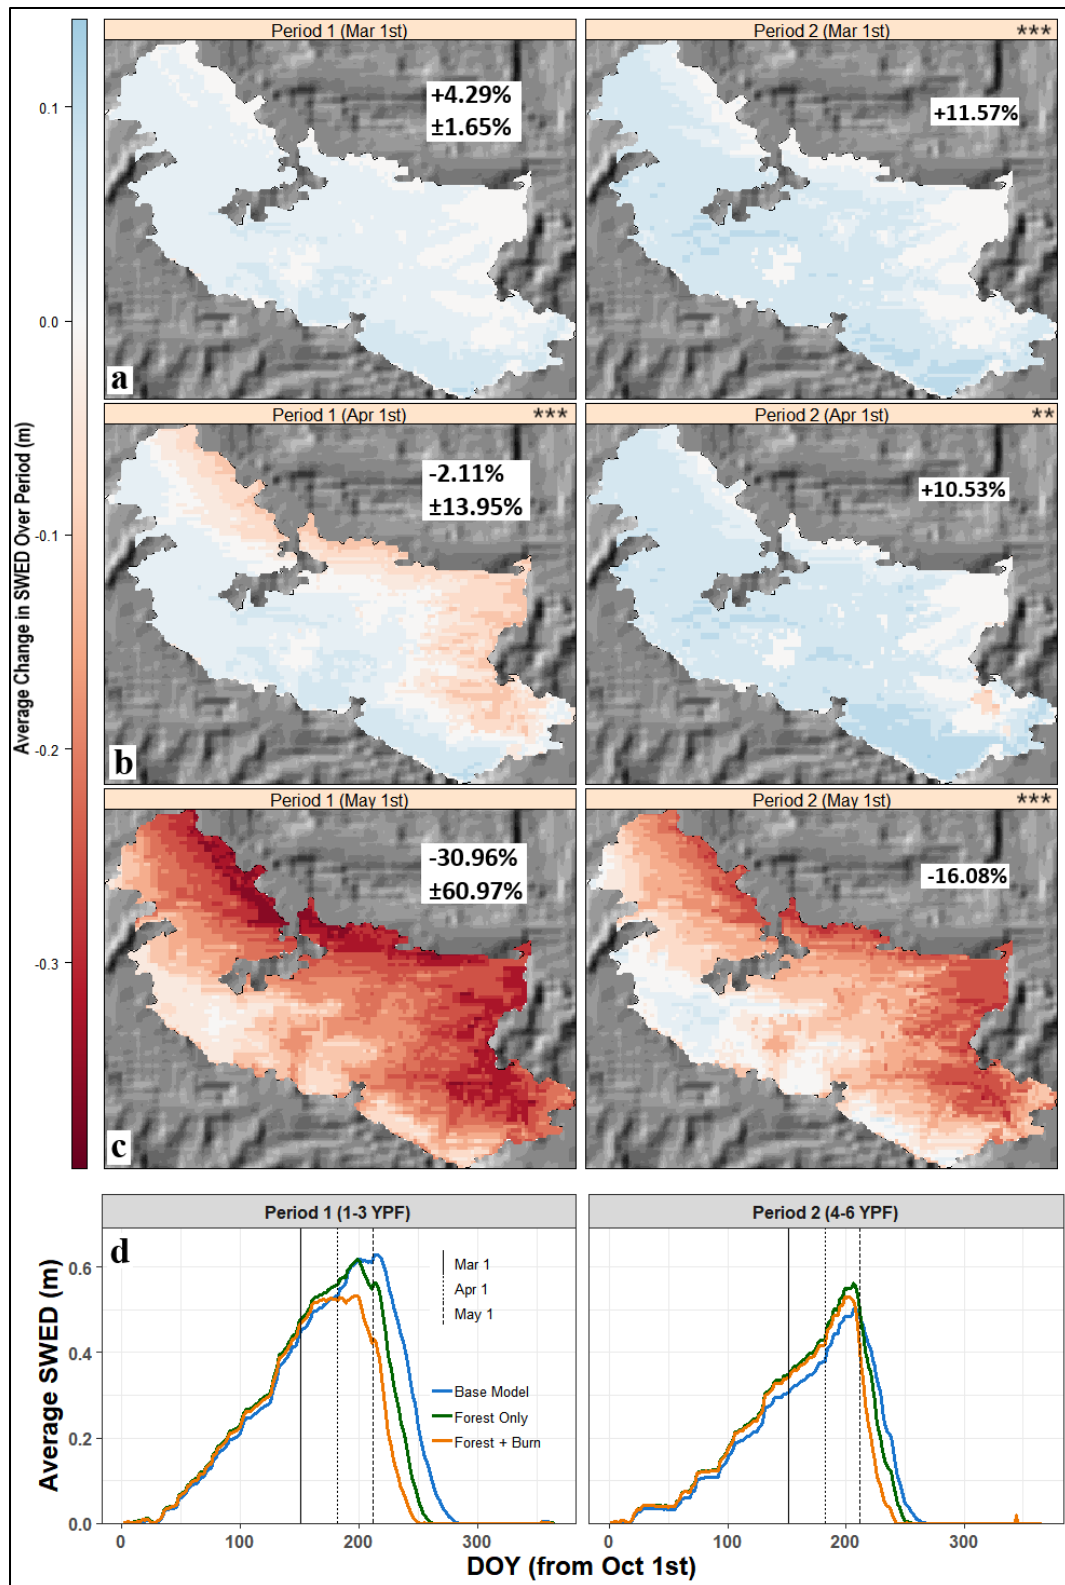 Period 1 (Mar 1st)
Period 2 (Mar 1st)
***
+4.29%
±1.65%
+11.57%
a
Period 1 (Apr 1st)
***
Period 2 (Apr 1st)
**
-2.11%
±13.95%
+10.53%
b
Period 1 (May 1st)
Period 2 (May 1st)
***
-30.96%
±60.97%
-16.08%
c
Average Change in SWED Over Period (m)
0.1
0.0
-0.1
-0.2
-0.3
Period 1 (1-3 YPF)
Period 2 (4-6 YPF)
d
Mar 1
Apr 1
May 1
Base Model
Forest Only
Forest + Burn
Average SWED (m)
0.6
0.4
0.2
0.0
0
100
200
300
0
100
200
300
DOY (from Oct 1st)